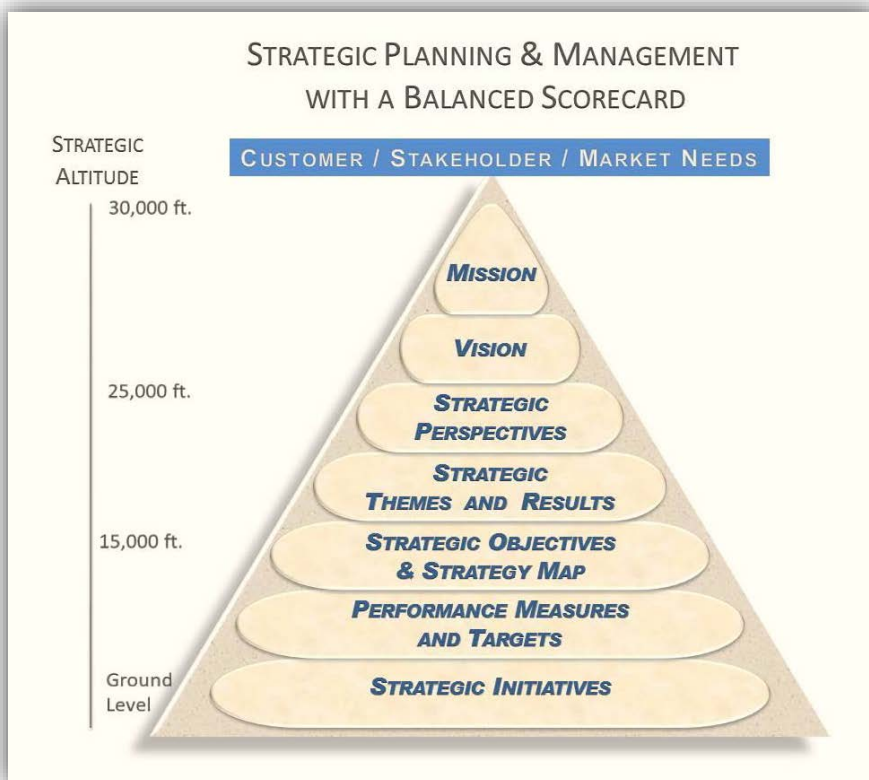 STRATEGIC PLANNING & MANAGEMENT
WITH A BALANCED SCORECARD
STRATEGIC
ALTITUDE
CUSTOMER / STAKEHOLDER / MARKET NEEDS
30,000 ft.
MISSION
VISION
25,000 ft.
STRATEGIC
PERSPECTIVES
STRATEGIC
THEMES AND RESULTS
15,000 ft.
STRATEGIC OBJECTIVES
& STRATEGY MAP
PERFORMANCE MEASURES
AND TARGETS
Ground
Level
STRATEGIC INITIATIVES